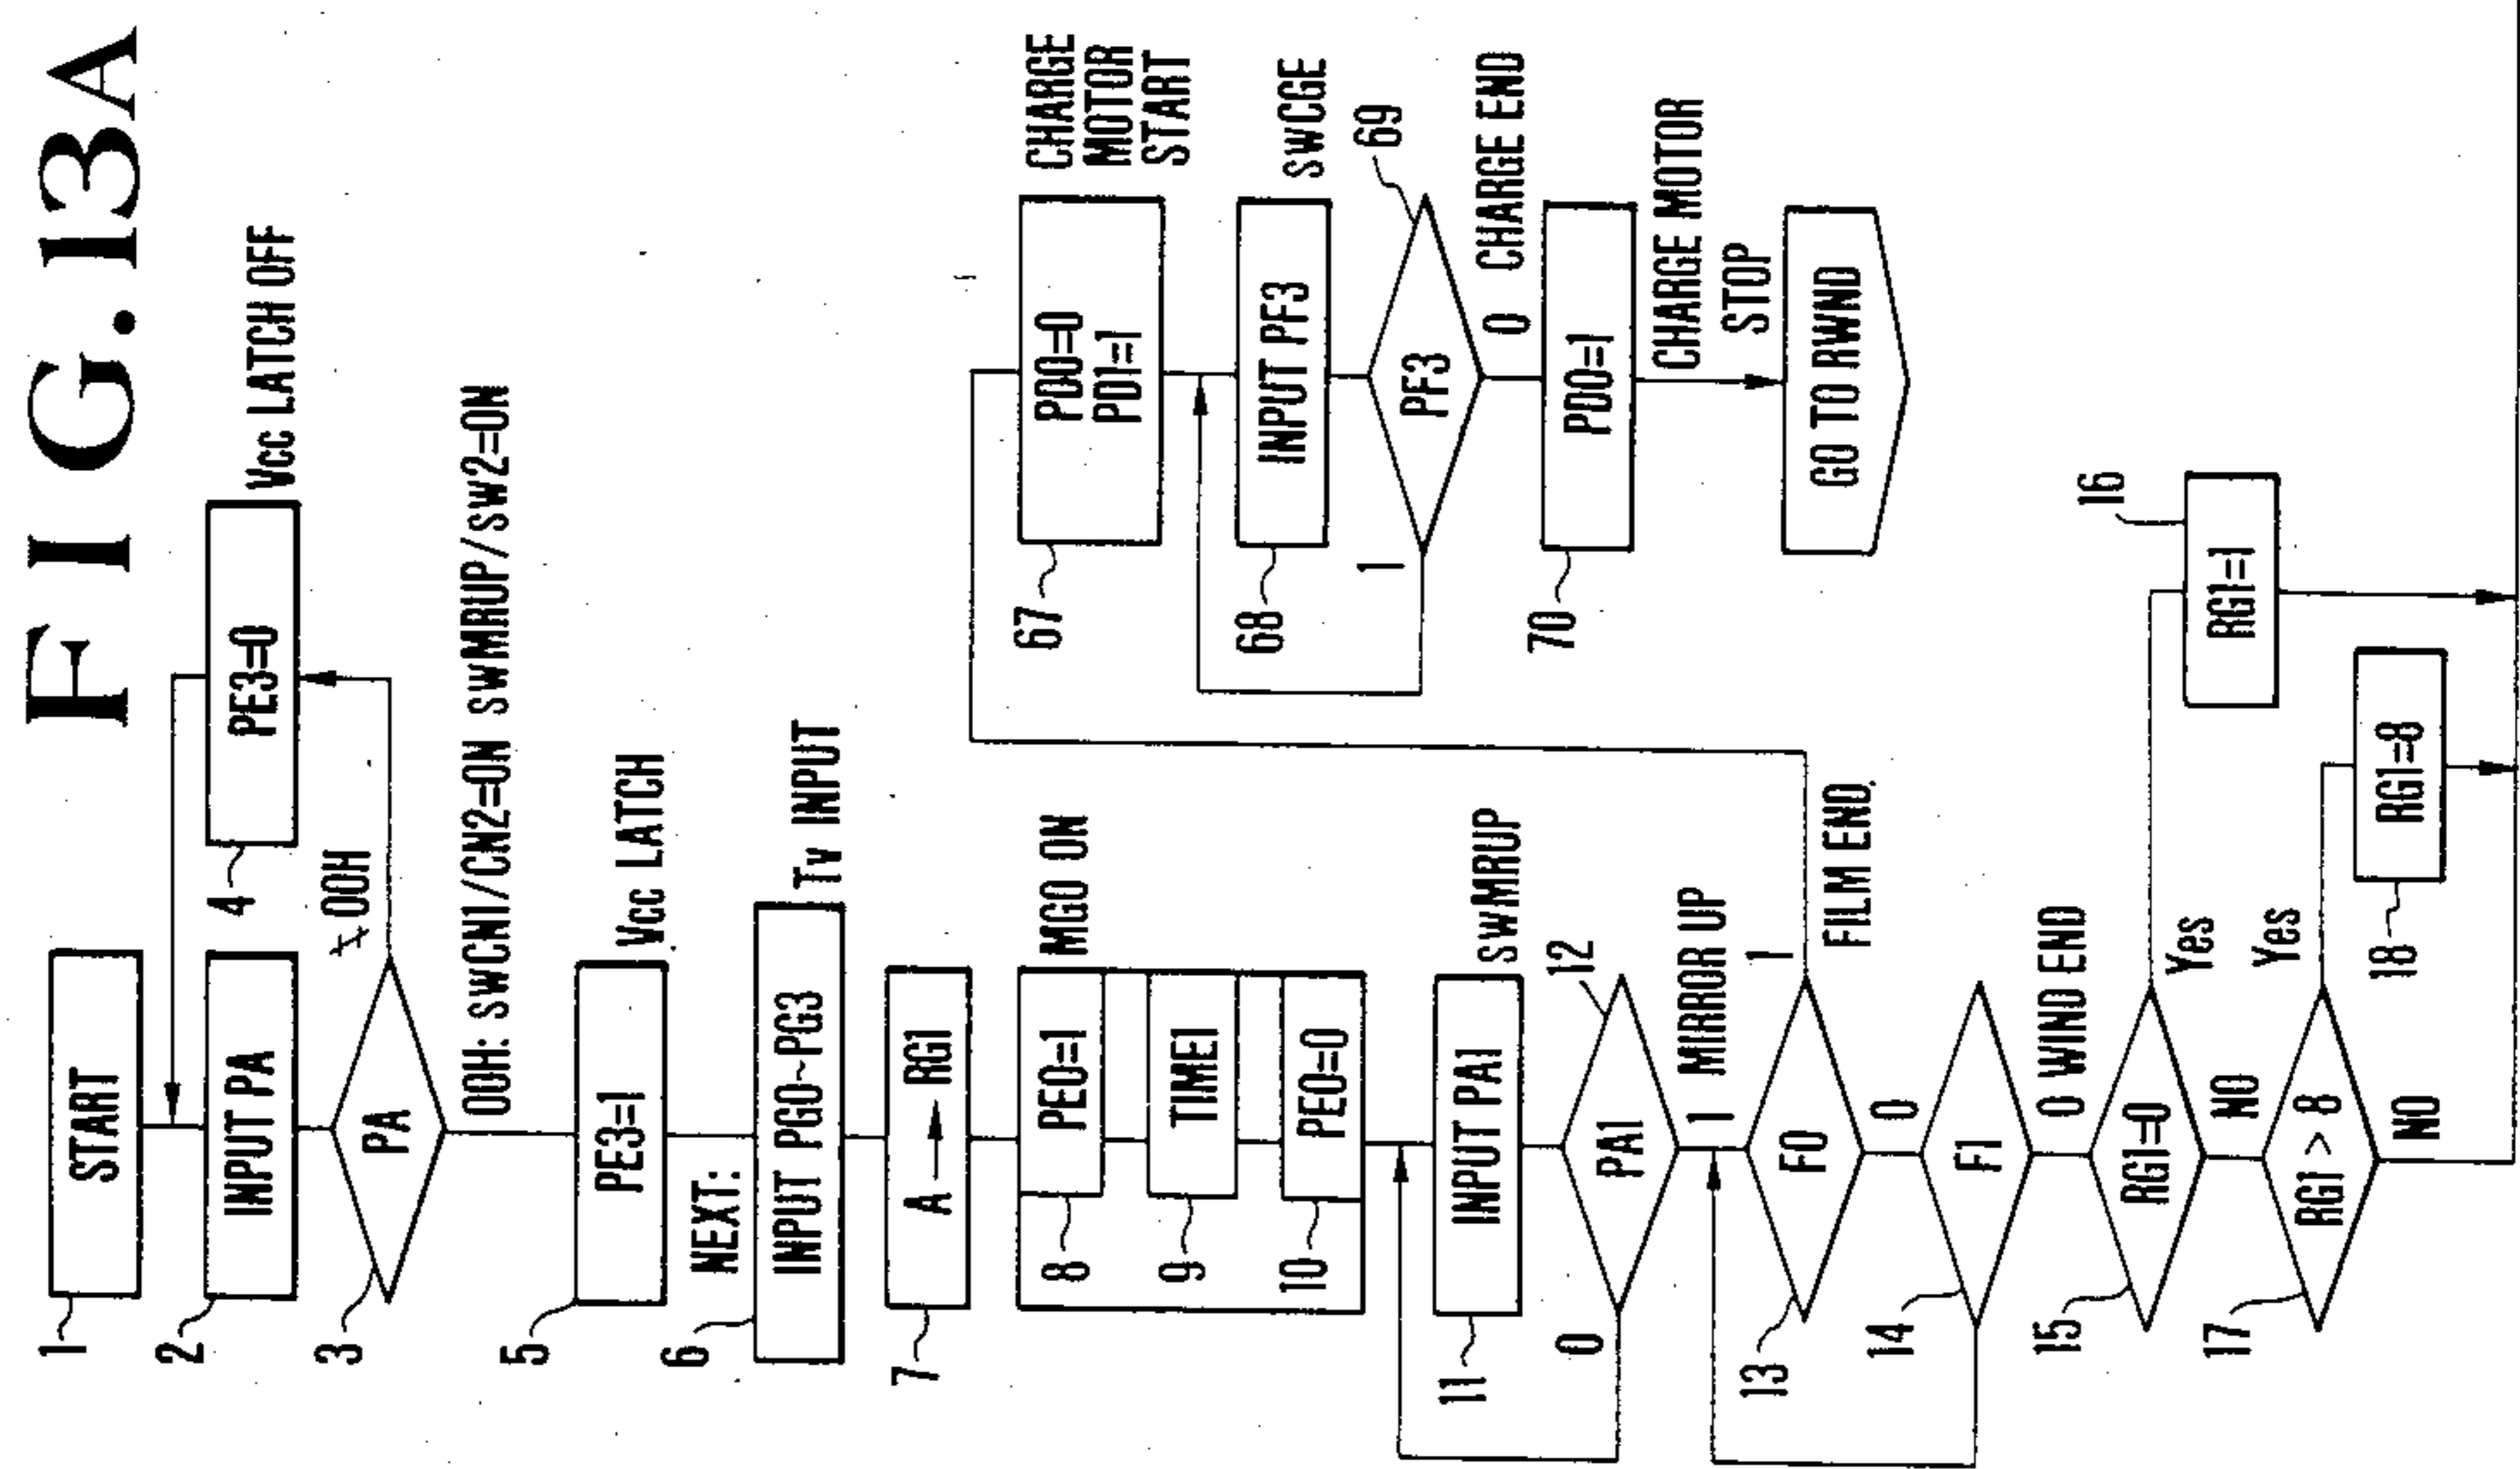 FIG.13A
1
START
2
INPUT PA
3
PA
≠ 00H
4
PE3=0
Vcc LATCH OFF
00H: SWCN1/CN2=ON SWMRUP/SW2=ON
5
PE3=1
Vcc LATCH
NEXT:
6
INPUT PG0~PG3
Tv INPUT
7
A → RG1
MG0 ON
8
PE0=1
9
TIME1
10
PE0=0
11
INPUT PA1
SWMRUP
12
PA1
0
1
MIRROR UP
13
F0
1
FILM END
0
14
F1
0 WIND END
15
RG1=0
Yes
16
RG1=1
NO
17
RG1 > 8
Yes
18
RG1=8
NO
67
PD0=0
PD1=1
CHARGE
MOTOR
START
68
INPUT PF3
SWCGE
69
PF3
1
0 CHARGE END
70
PD0=1
CHARGE MOTOR
STOP
GO TO RWND